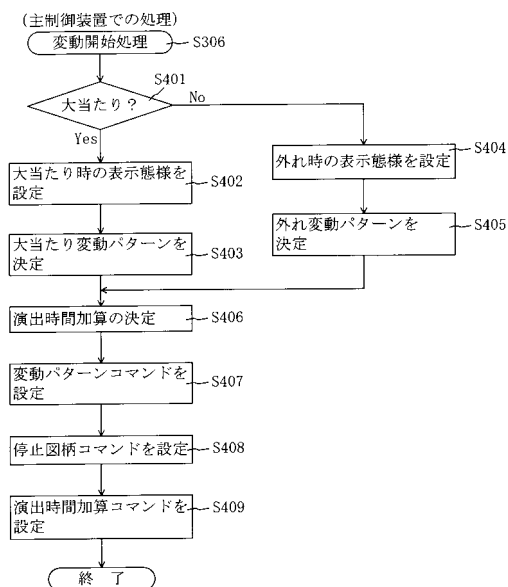 (主制御装置での処理)
変動開始処理
S306
S401
大当たり?
No
Yes
大当たり時の表示態様を
設定
S402
外れ時の表示態様を設定
S404
大当たり変動パターンを
決定
S403
外れ変動パターンを
決定
S405
演出時間加算の決定
S406
変動パターンコマンドを
設定
S407
停止図柄コマンドを設定
S408
演出時間加算コマンドを
設定
S409
終 了